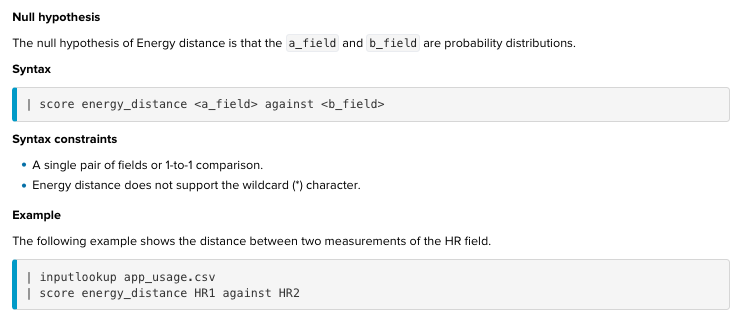 Null hypothesis
The null hypothesis of Energy distance is that the a_field and b_field are probability distributions.
Syntax
| score energy_distance <a_field> against <b_field>
Syntax constraints
• A single pair of fields or 1-to-1 comparison.
• Energy distance does not support the wildcard (*) character.
Example
The following example shows the distance between two measurements of the HR field.
| inputlookup app_usage.csv
| score energy_distance HR1 against HR2